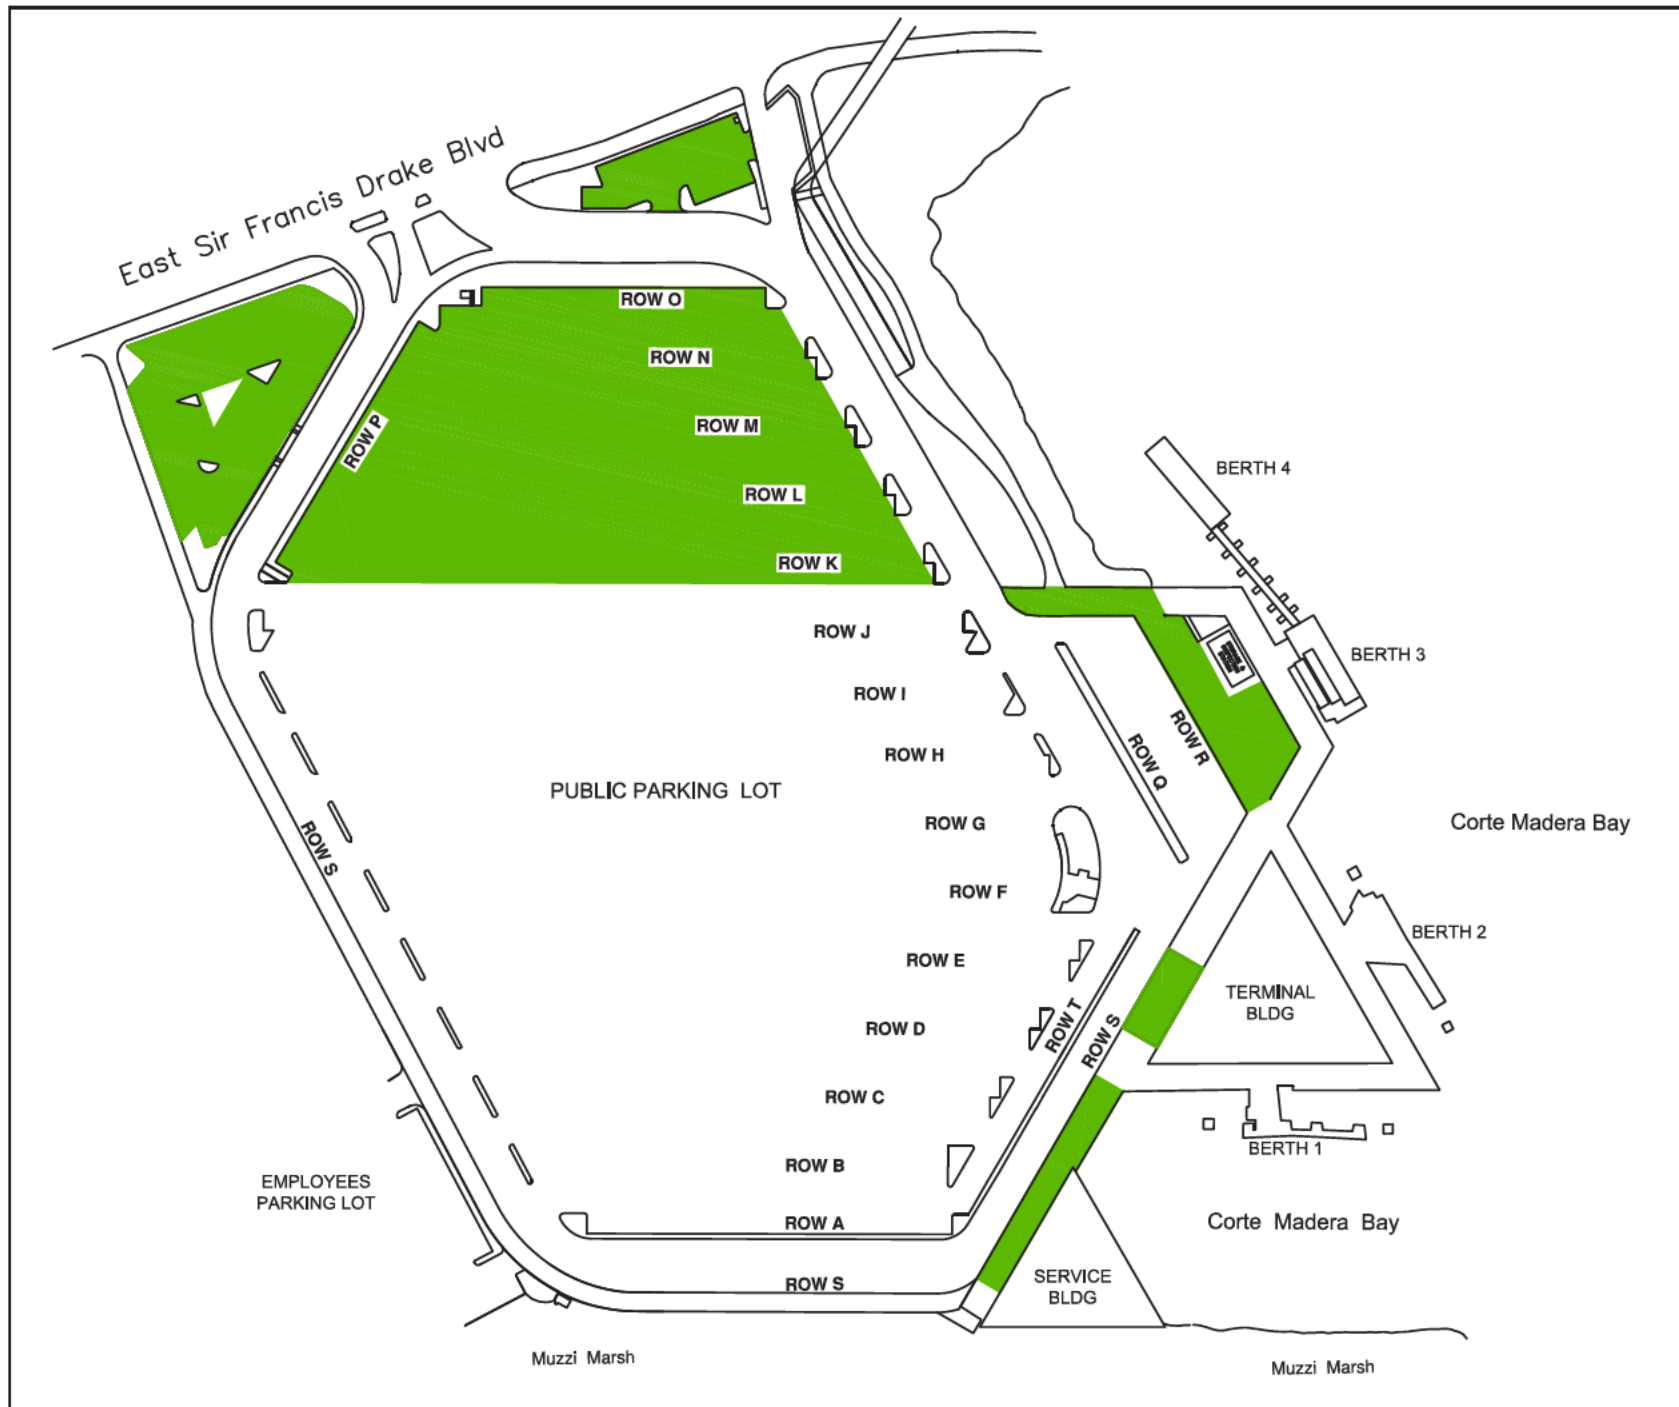 East Sir Francis Drake Blvd
ROW O
ROW N
ROW P
ROW M
BERTH 4
ROW L
ROW K
ROW J
BERTH 3
ROW I
ROW R
ROW H
ROW Q
PUBLIC PARKING LOT
ROW G
Corte Madera Bay
ROW S
ROW F
BERTH 2
ROW E
TERMINAL
BLDG
ROW D
ROW T
ROW S
ROW C
BERTH 1
ROW B
EMPLOYEES
PARKING LOT
ROW A
Corte Madera Bay
ROW S
SERVICE
BLDG
Muzzi Marsh
Muzzi Marsh